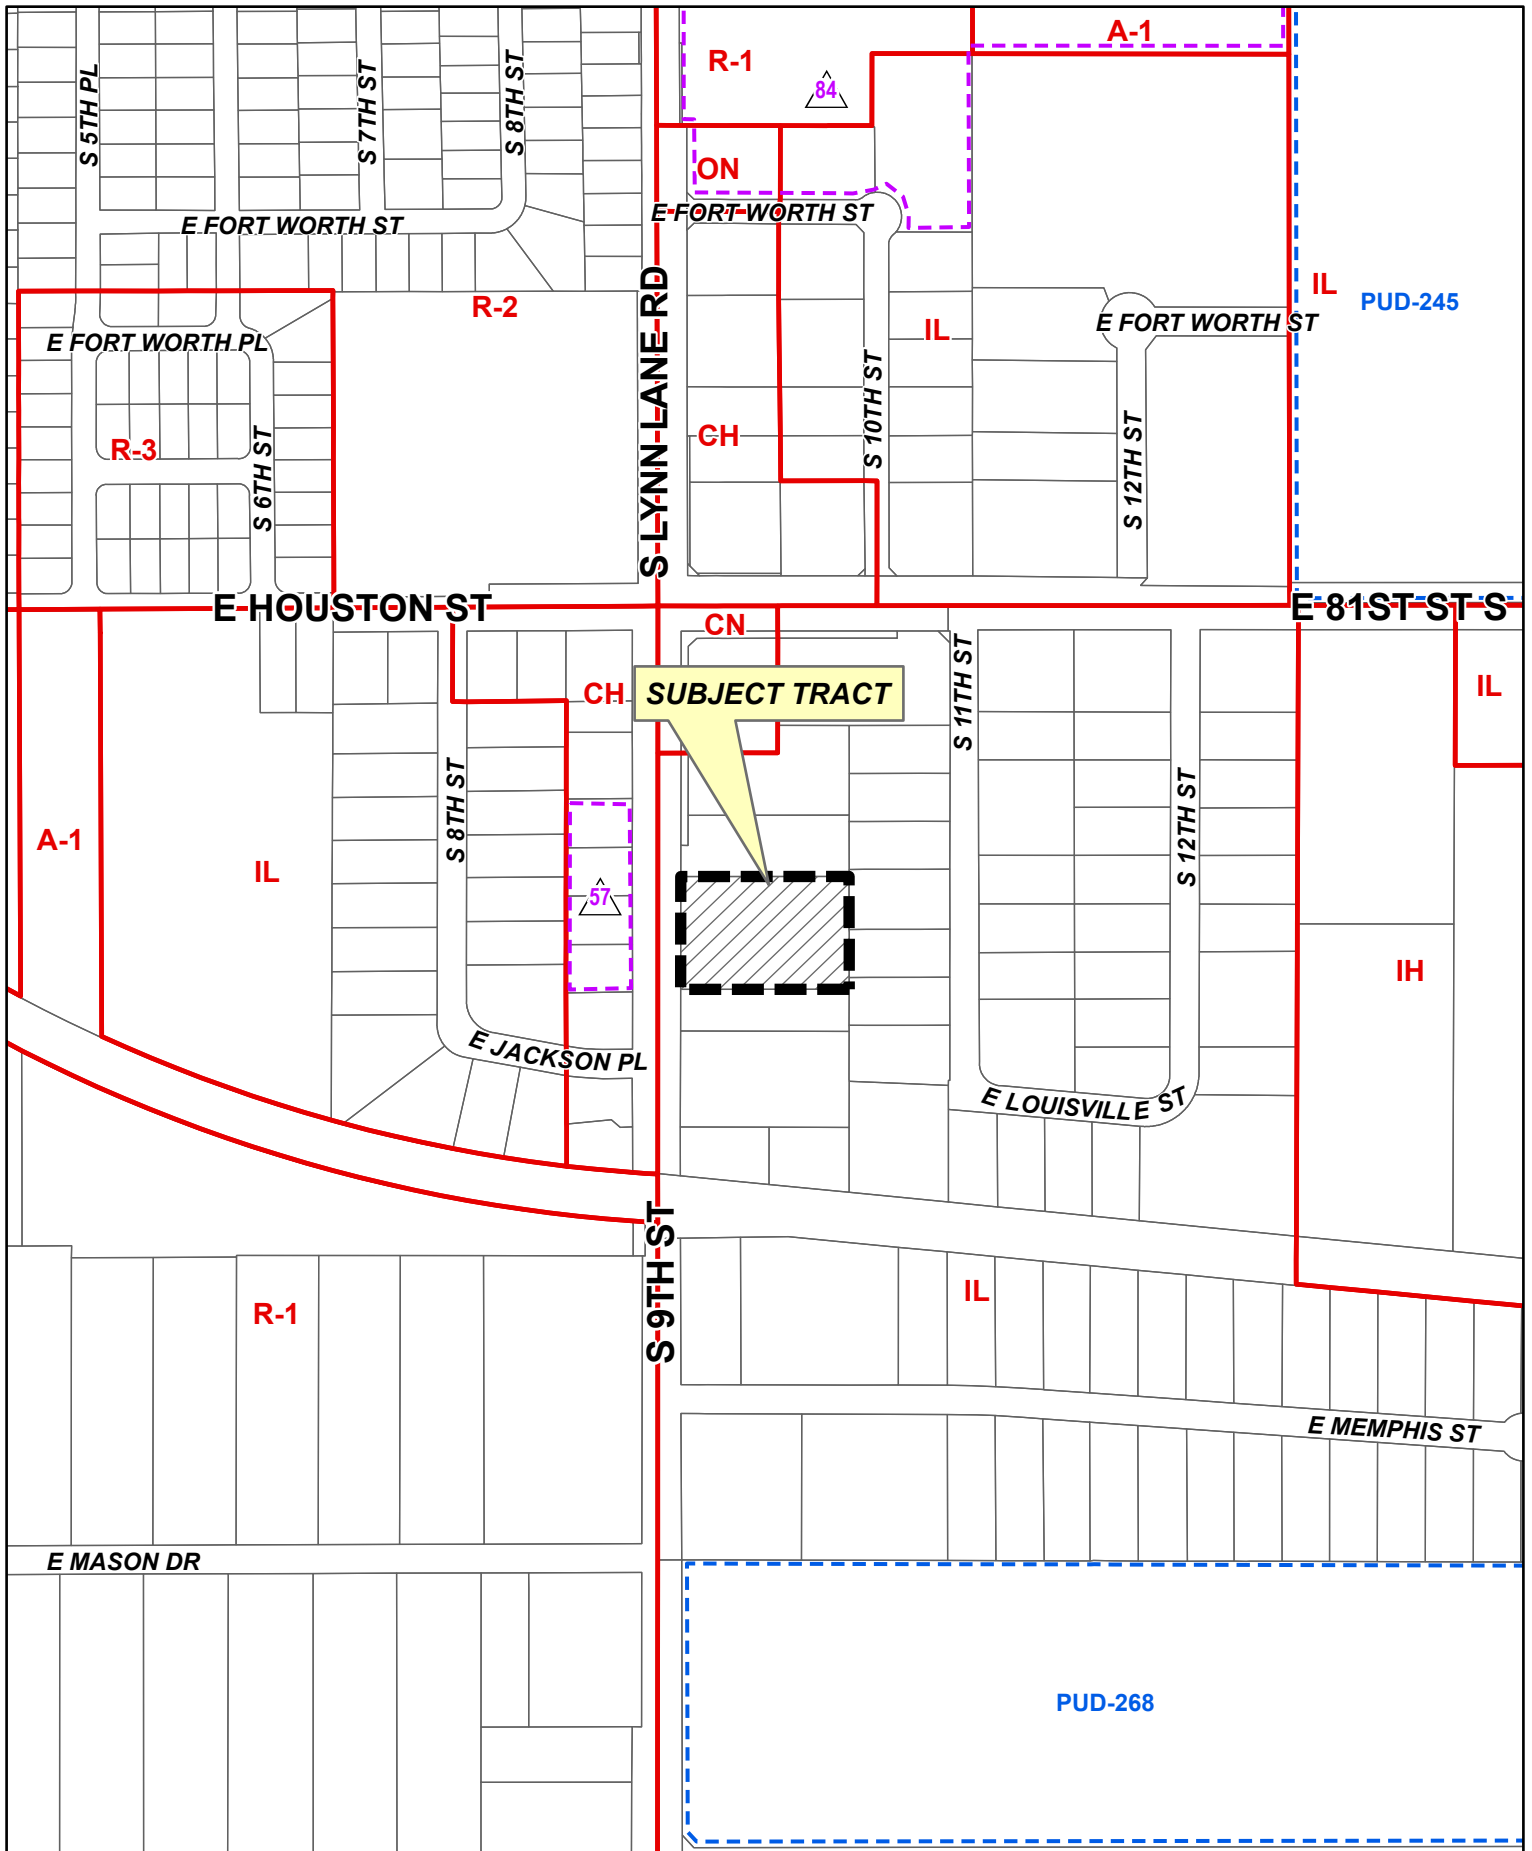 A-1
R-1
84
S 5TH PL
S 7TH ST
S 8TH ST
ON
E FORT WORTH ST
E FORT WORTH ST
IL
PUD-245
R-2
E FORT WORTH ST
IL
E FORT WORTH PL
S LYNN LANE RD
S 10TH ST
CH
R-3
S 6TH ST
S 12TH ST
E HOUSTON ST
E 81ST ST S
CN
CH
SUBJECT TRACT
S 11TH ST
IL
S 8TH ST
S 12TH ST
A-1
IL
57
IH
E JACKSON PL
E LOUISVILLE ST
S 9TH ST
IL
R-1
E MEMPHIS ST
E MASON DR
PUD-268